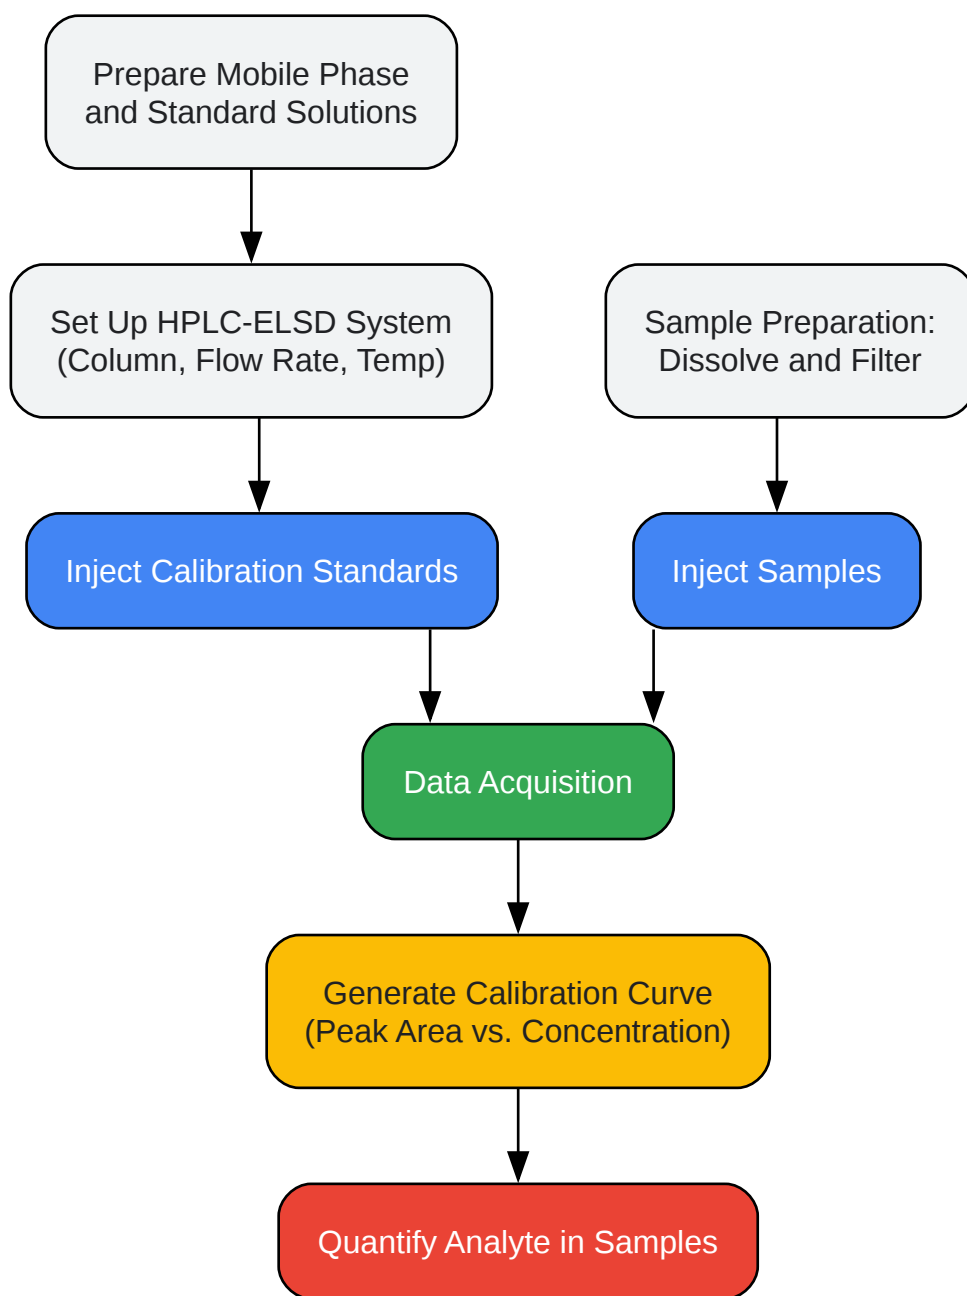 Prepare Mobile Phase
and Standard Solutions
Set Up HPLC-ELSD System
(Column, Flow Rate, Temp)
Sample Preparation:
Dissolve and Filter
Inject Calibration Standards
Inject Samples
Data Acquisition
Generate Calibration Curve
(Peak Area vs. Concentration)
Quantify Analyte in Samples